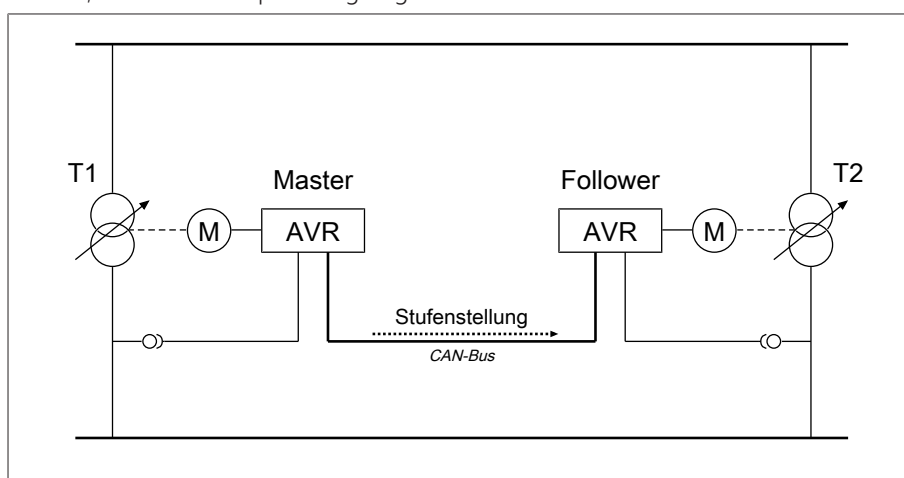 T1
Master
Follower
T2
M
AVR
AVR
M
Stufenstellung
CAN-Bus